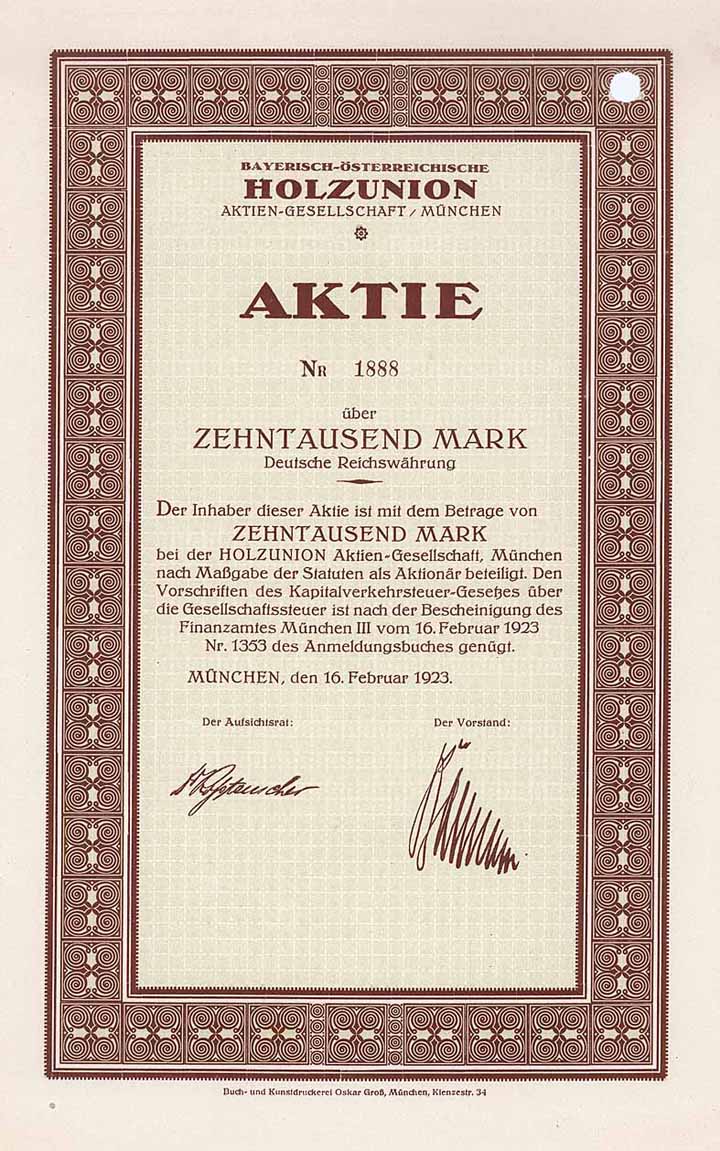 BAYERISCH-ÖSTERREICHISCHE
HOLZUNION
AKTIEN-GESELLSCHAFT / MÜNCHEN
AKTIE
NR 1888
über
ZEHNTAUSEND MARK
Deutsche Reichswährung
Der Inhaber dieser Aktie ist mit dem Betrage von
ZEHNTAUSEND MARK
bei der HOLZUNION Aktien-Gesellschaft, München
nach Maßgabe der Statuten als Aktionär beteiligt. Den
Vorschriften des Kapitalverkehrsteuer-Gesetzes über
die Gesellschaftssteuer ist nach der Bescheinigung des
Finanzamtes München III vom 16. Februar 1923
Nr. 1353 des Anmeldungsbuches genügt.
MÜNCHEN, den 16. Februar 1923.
Der Aufsichtsrat: Der Vorstand:
Buch- und Kunstdruckerei Oskar Groß, München, Klenzestr. 34